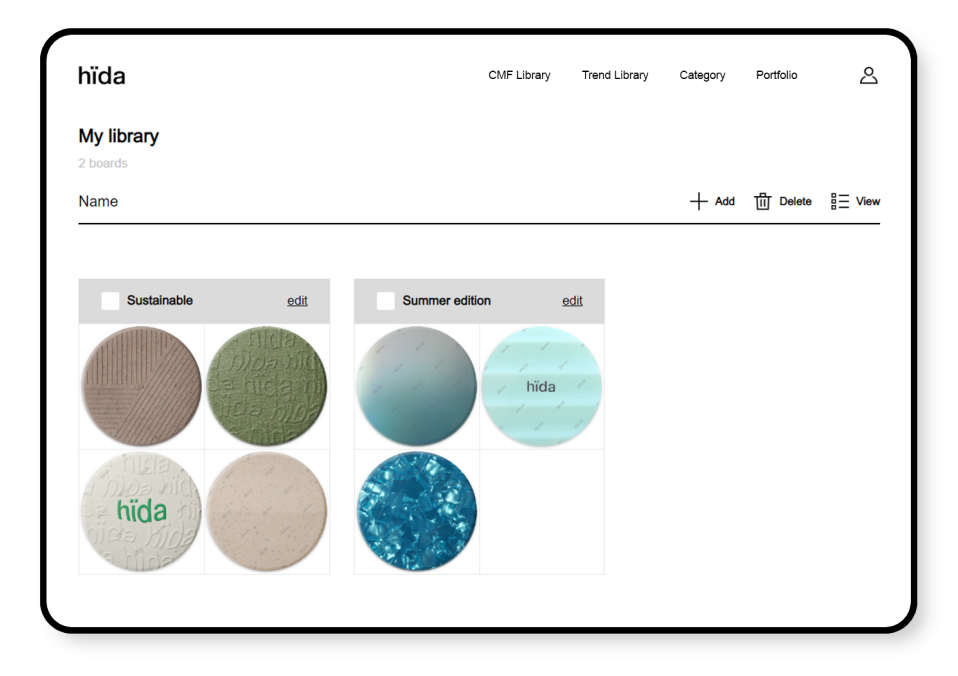 hïda
CMF Library Trend Library Category Portfolio
My library
2 boards
Name
Add Delete View
Sustainable edit
Summer edition edit
hïda
hïda